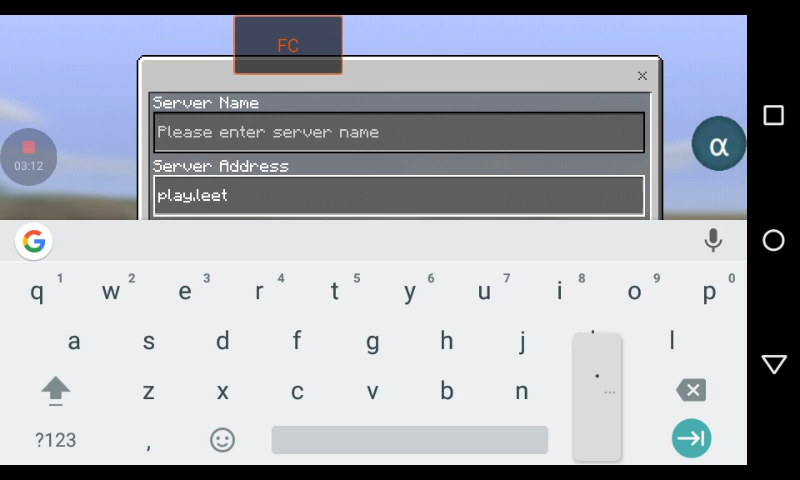 FC
×
Server Name
Please enter server name
Server Address
play.leet
03:12
α
G
q 1 w 2 e 3 r 4 t 5 y 6 u 7 i 8 o 9 p 0
a s d f g h j l
z x c v b n
. ...
?123 ,